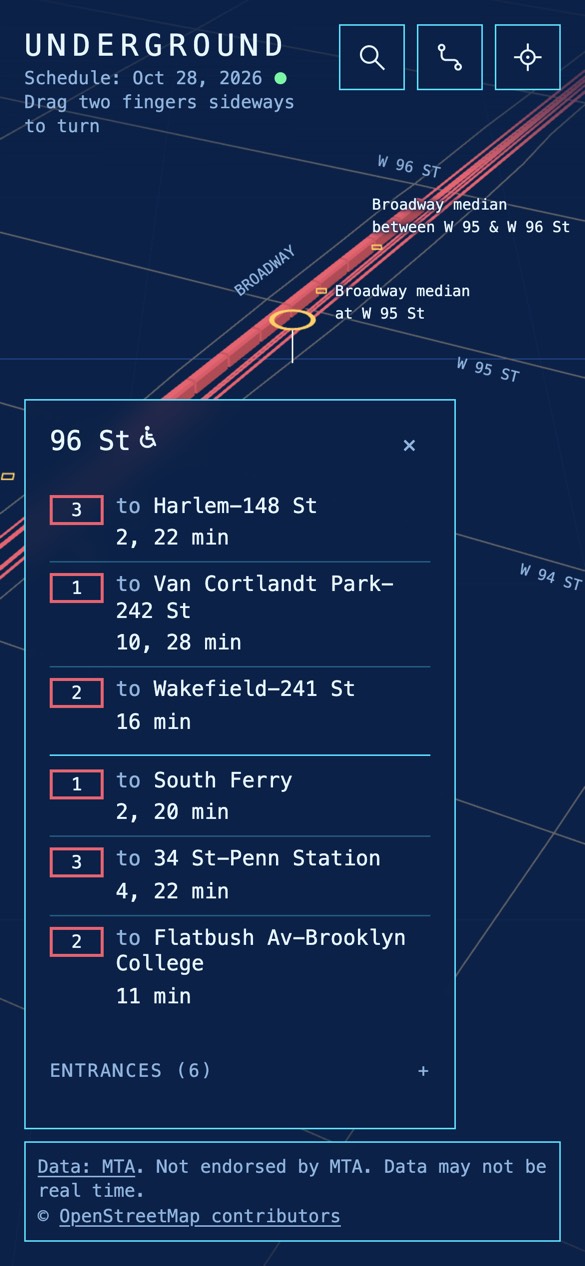 UNDERGROUND
Schedule: Oct 28, 2026
Drag two fingers sideways
to turn
W 96 ST
Broadway median
between W 95 & W 96 St
BROADWAY
Broadway median
at W 95 St
W 95 ST
96 St
×
3
to Harlem–148 St
2, 22 min
1
to Van Cortlandt Park–
242 St
10, 28 min
2
to Wakefield–241 St
16 min
W 94 ST
1
to South Ferry
2, 20 min
3
to 34 St–Penn Station
4, 22 min
2
to Flatbush Av–Brooklyn
College
11 min
ENTRANCES (6) +
Data: MTA. Not endorsed by MTA. Data may not be
real time.
© OpenStreetMap contributors